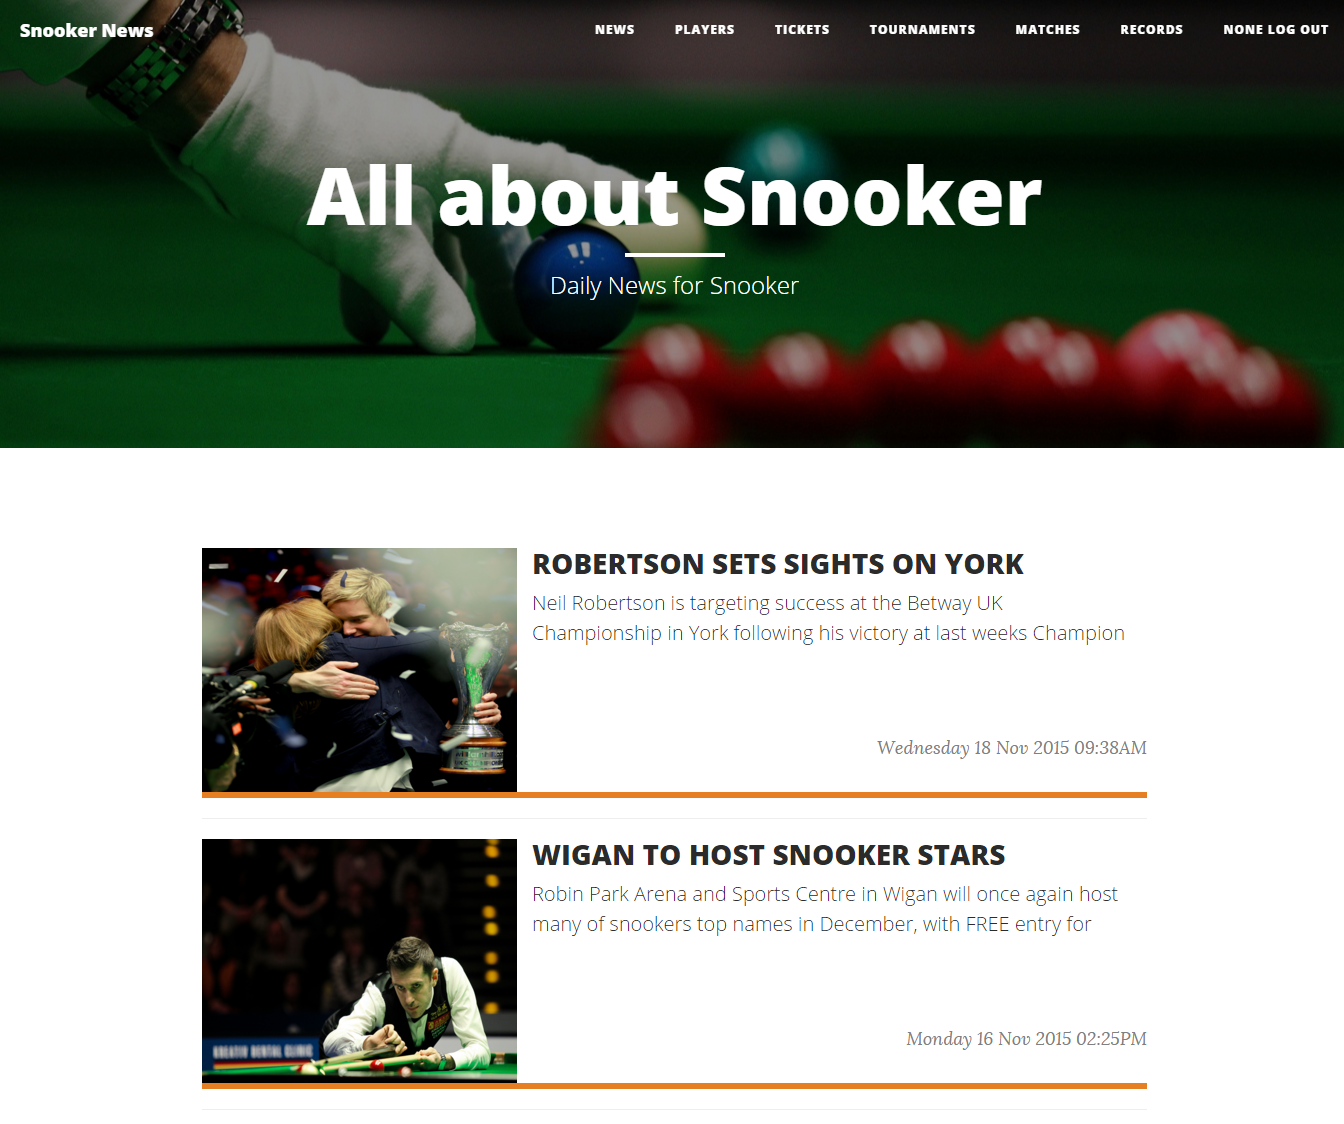 Snooker News
NEWS PLAYERS TICKETS TOURNAMENTS MATCHES RECORDS NONE LOG OUT
All about Snooker
Daily News for Snooker
ROBERTSON SETS SIGHTS ON YORK
Neil Robertson is targeting success at the Betway UK
Championship in York following his victory at last weeks Champion
Wednesday 18 Nov 2015 09:38AM
WIGAN TO HOST SNOOKER STARS
Robin Park Arena and Sports Centre in Wigan will once again host
many of snookers top names in December, with FREE entry for
Monday 16 Nov 2015 02:25PM